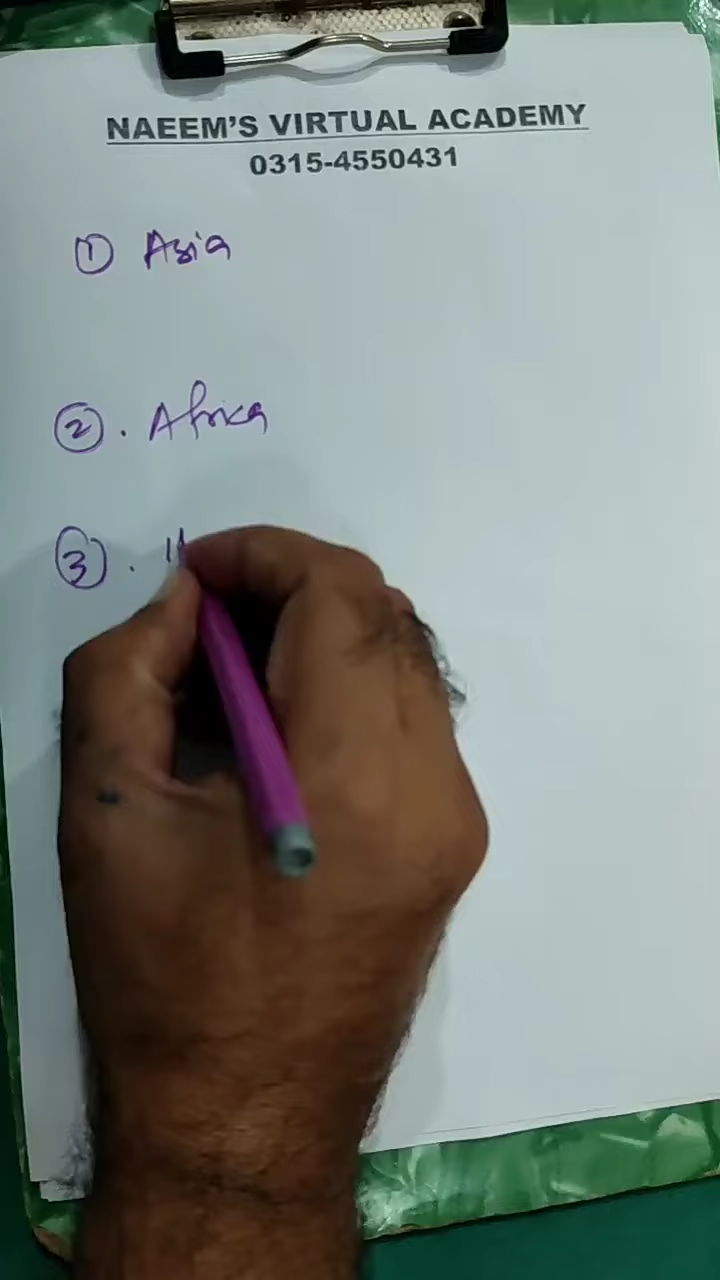 NAEEM'S VIRTUAL ACADEMY
0315-4550431
① Asia
②. Africa
③.